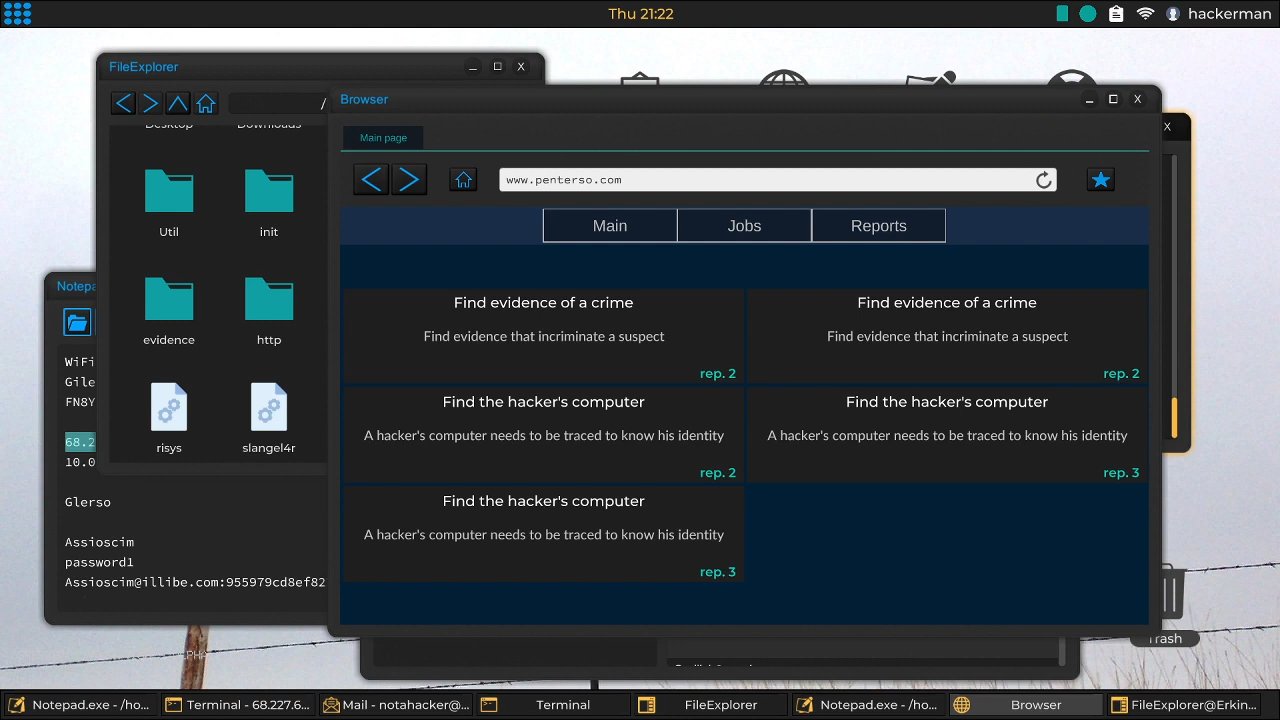 Thu 21:22
hackerman
FileExplorer
/
Desktop
Downloads
Util
init
evidence
http
risys
slangel4r
Notepa
WiFi
Gile
FN8Y
68.2
10.0
Glerso
Assioscim
password1
Assioscim@illibe.com:955979cd8ef827
Browser
X
Main page
www.penterso.com
Main
Jobs
Reports
Find evidence of a crime
Find evidence that incriminate a suspect
rep. 2
Find evidence of a crime
Find evidence that incriminate a suspect
rep. 2
Find the hacker's computer
A hacker's computer needs to be traced to know his identity
rep. 2
Find the hacker's computer
A hacker's computer needs to be traced to know his identity
rep. 3
Find the hacker's computer
A hacker's computer needs to be traced to know his identity
rep. 3
Trash
Notepad.exe - /ho...
Terminal - 68.227.6...
Mail - notahacker@...
Terminal
FileExplorer
Notepad.exe - /ho...
Browser
FileExplorer@Erkin...